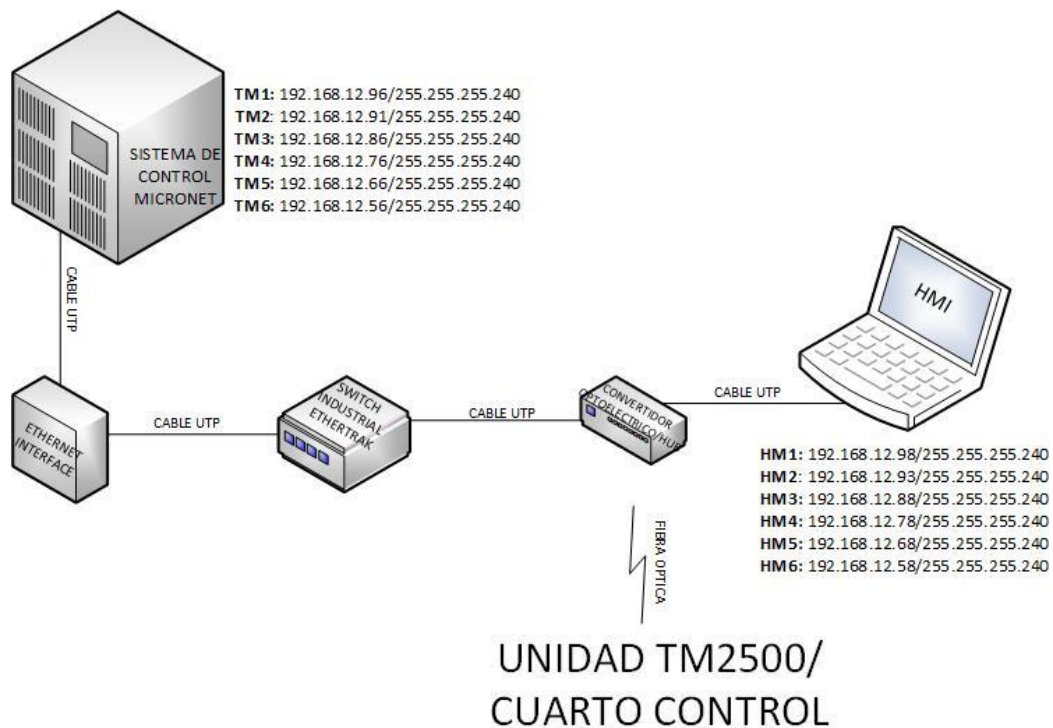 SISTEMA DE
CONTROL
MICRONET
TM1: 192.168.12.96/255.255.255.240
TM2: 192.168.12.91/255.255.255.240
TM3: 192.168.12.86/255.255.255.240
TM4: 192.168.12.76/255.255.255.240
TM5: 192.168.12.66/255.255.255.240
TM6: 192.168.12.56/255.255.255.240
CABLE UTP
ETHERNET
INTERFACE
CABLE UTP
SWITCH
INDUSTRIAL
ETHERTRAK
CABLE UTP
CONVERTIDOR
OPTOELECTRICO/HUB
CABLE UTP
HMI
HM1: 192.168.12.98/255.255.255.240
HM2: 192.168.12.93/255.255.255.240
HM3: 192.168.12.88/255.255.255.240
HM4: 192.168.12.78/255.255.255.240
HM5: 192.168.12.68/255.255.255.240
HM6: 192.168.12.58/255.255.255.240
FIBRA OPTICA
UNIDAD TM2500/
CUARTO CONTROL